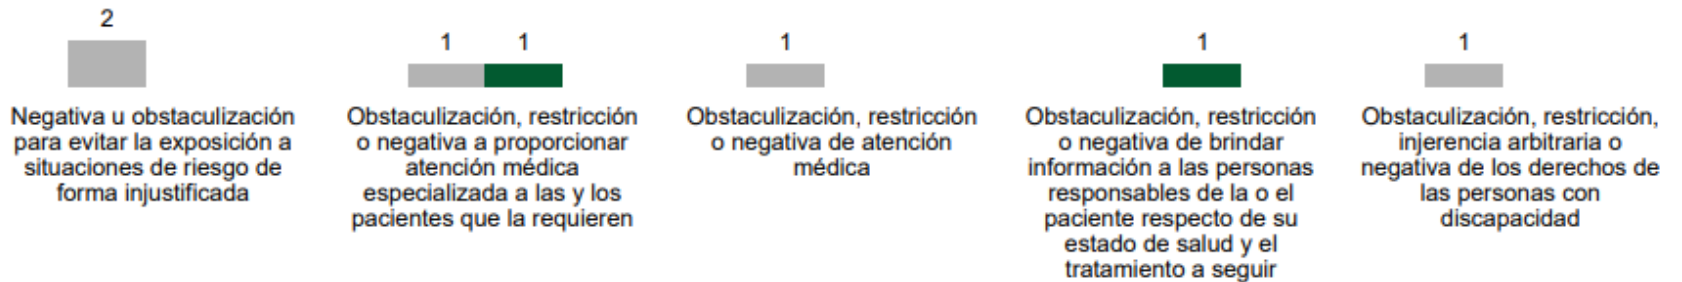 2
Negativa u obstaculización
para evitar la exposición a
situaciones de riesgo de
forma injustificada
1 1
Obstaculización, restricción
o negativa a proporcionar
atención médica
especializada a las y los
pacientes que la requieren
1
Obstaculización, restricción
o negativa de atención
médica
1
Obstaculización, restricción
o negativa de brindar
información a las personas
responsables de la o el
paciente respecto de su
estado de salud y el
tratamiento a seguir
1
Obstaculización, restricción,
injerencia arbitraria o
negativa de los derechos de
las personas con
discapacidad